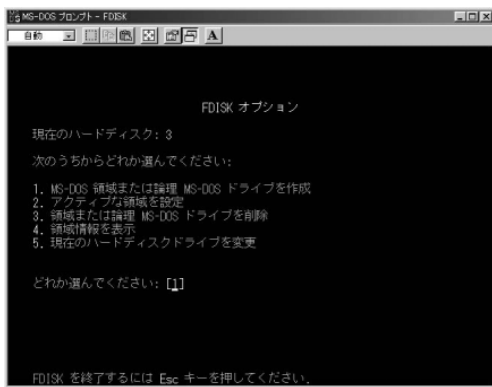 MS-DOS プロンプト - FDISK
自動
A
FDISK オプション
現在のハードディスク: 3
次のうちからどれか選んでください:
1. MS-DOS 領域または論理 MS-DOS ドライブを作成
2. アクティブな領域を設定
3. 領域または論理 MS-DOS ドライブを削除
4. 領域情報を表示
5. 現在のハードディスクドライブを変更
どれか選んでください: [1]
FDISK を終了するには Esc キーを押してください.